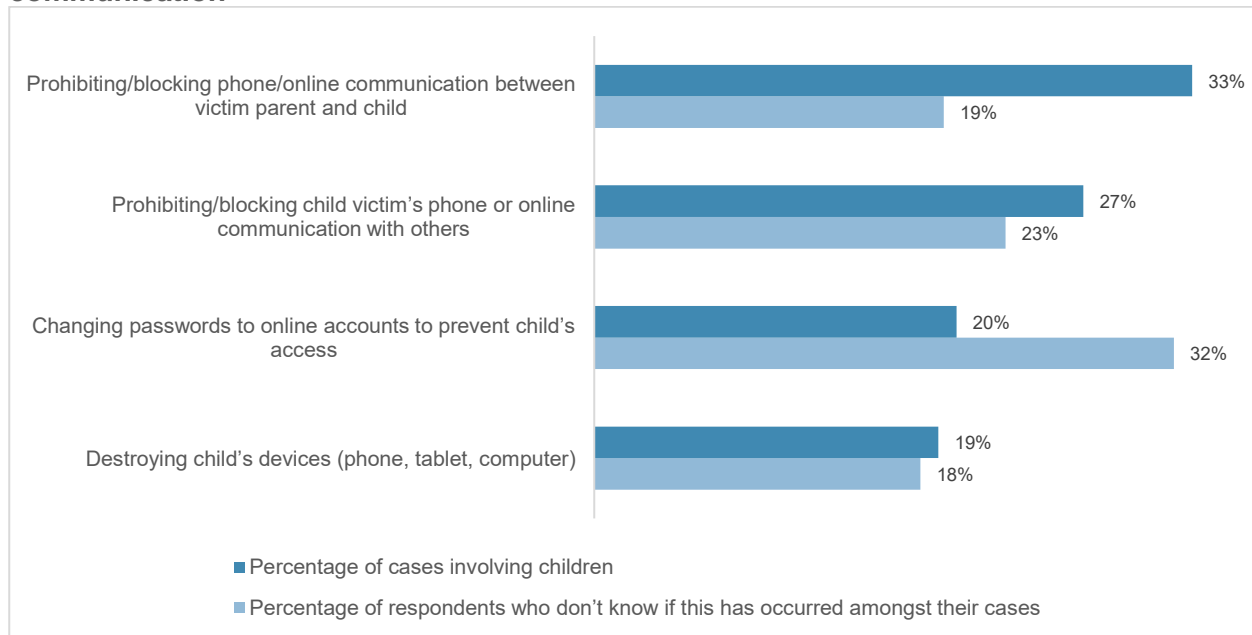 communication
Prohibiting/blocking phone/online communication between
victim parent and child
33%
19%
Prohibiting/blocking child victim’s phone or online
communication with others
27%
23%
Changing passwords to online accounts to prevent child’s
access
20%
32%
Destroying child’s devices (phone, tablet, computer)
19%
18%
Percentage of cases involving children
Percentage of respondents who don’t know if this has occurred amongst their cases